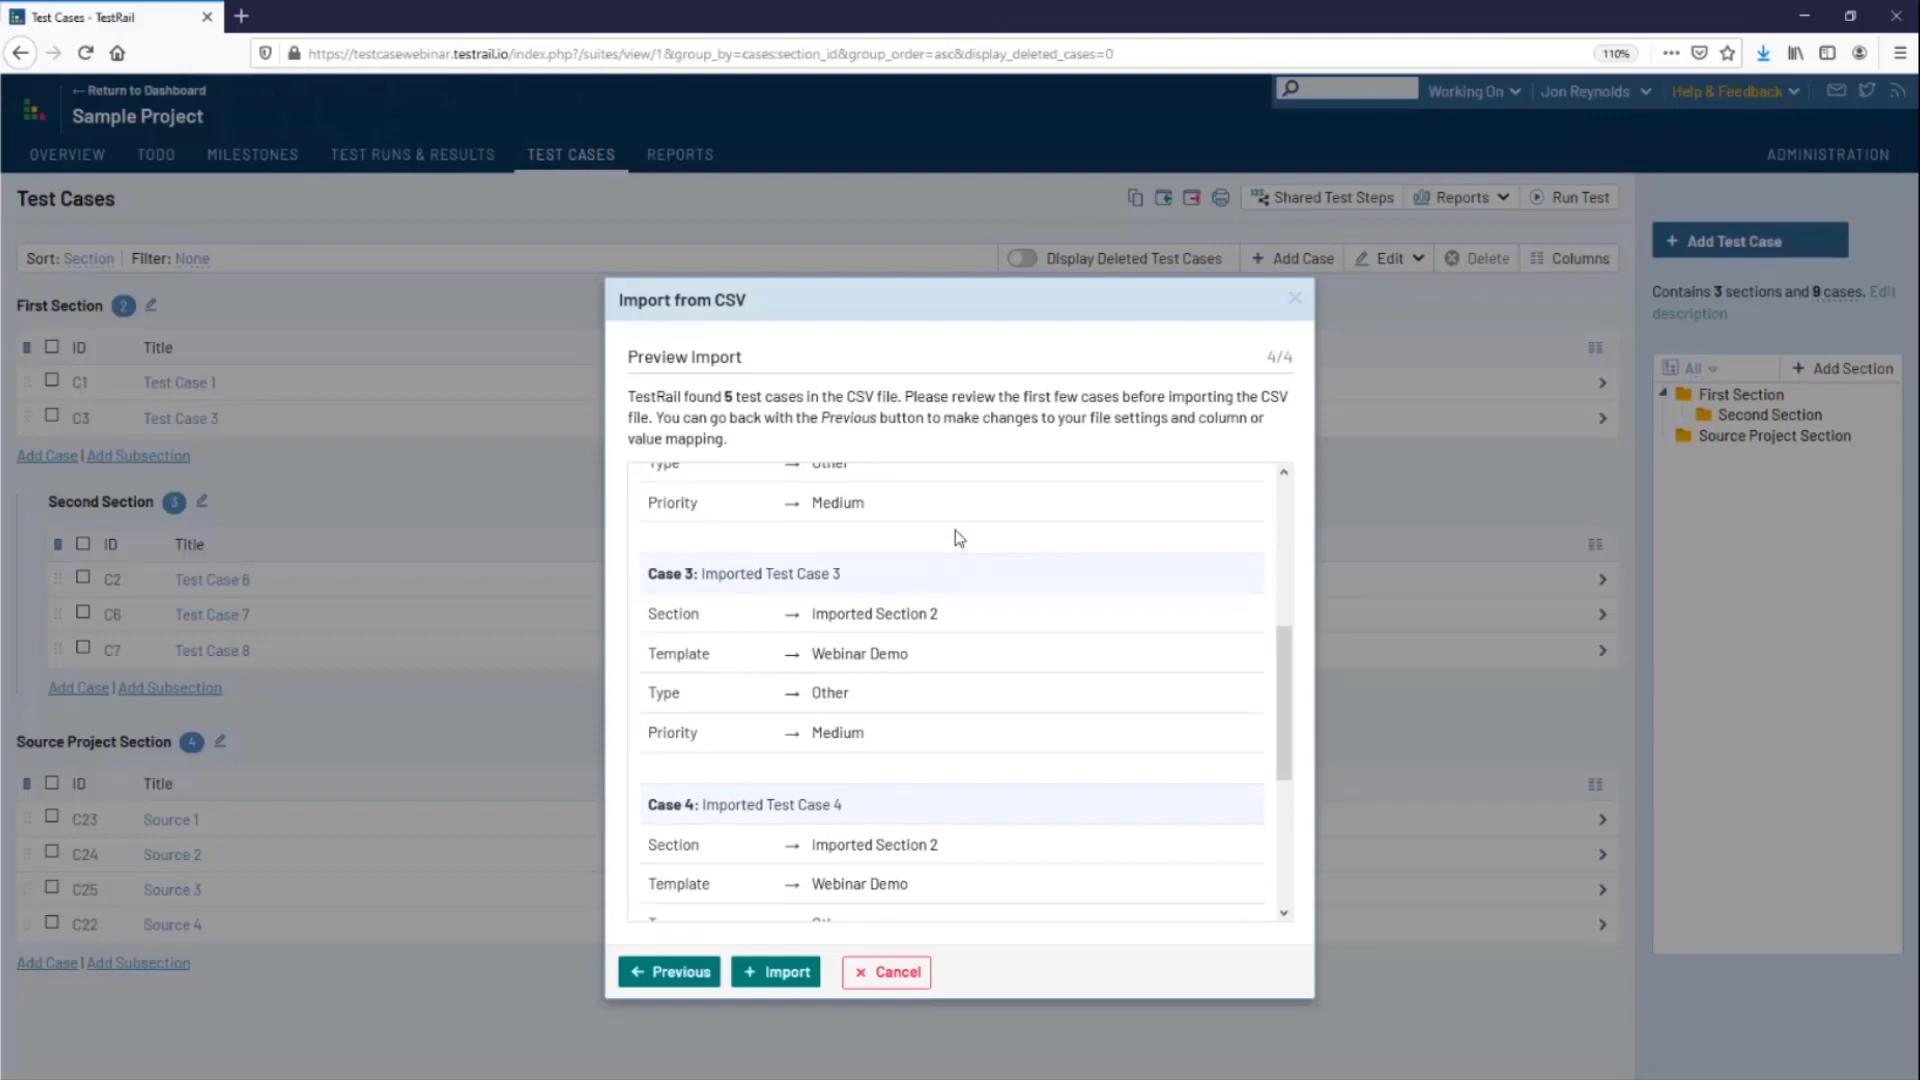 Test Cases - TestRail
https://testcasewebinar.testrail.io/index.php?/suites/view/1&group_by=cases:section_id&group_order=asc&display_deleted_cases=0
110%
← Return to Dashboard
Sample Project
Working On
Jon Reynolds
Help & Feedback
OVERVIEW TODO MILESTONES TEST RUNS & RESULTS TEST CASES REPORTS ADMINISTRATION
Test Cases
Shared Test Steps
Reports
Run Test
Sort: Section | Filter: None
Display Deleted Test Cases
+ Add Case
Edit
Delete
Columns
First Section 2
ID Title
C1 Test Case 1
C3 Test Case 3
Add Case | Add Subsection
Second Section 3
ID Title
C2 Test Case 6
C6 Test Case 7
C7 Test Case 8
Add Case | Add Subsection
Source Project Section 4
ID Title
C23 Source 1
C24 Source 2
C25 Source 3
C22 Source 4
Add Case | Add Subsection
Import from CSV
Preview Import 4/4
TestRail found 5 test cases in the CSV file. Please review the first few cases before importing the CSV
file. You can go back with the Previous button to make changes to your file settings and column or
value mapping.
Type → Other
Priority → Medium
Case 3: Imported Test Case 3
Section → Imported Section 2
Template → Webinar Demo
Type → Other
Priority → Medium
Case 4: Imported Test Case 4
Section → Imported Section 2
Template → Webinar Demo
← Previous
+ Import
× Cancel
+ Add Test Case
Contains 3 sections and 9 cases. Edit
description
All
+ Add Section
First Section
Second Section
Source Project Section